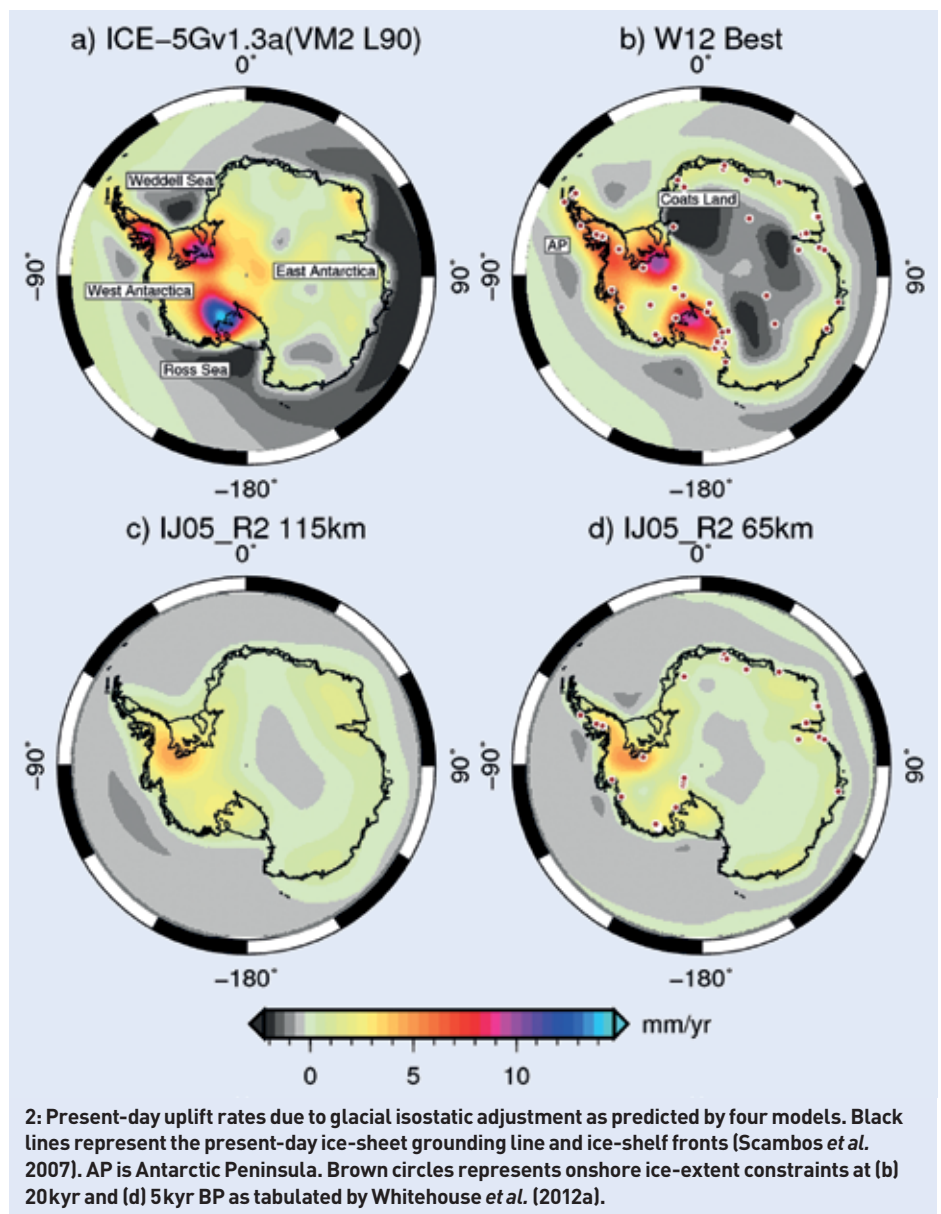 a) ICE−5Gv1.3a(VM2 L90)
0°
Weddell Sea
−90°
East Antarctica
90°
West Antarctica
Ross Sea
−180°
b) W12 Best
0°
Coats Land
AP
−90°
90°
−180°
c) IJ05_R2 115km
0°
−90°
90°
−180°
d) IJ05_R2 65km
0°
−90°
90°
−180°
mm/yr
0 5 10
2: Present-day uplift rates due to glacial isostatic adjustment as predicted by four models. Black
lines represent the present-day ice-sheet grounding line and ice-shelf fronts (Scambos et al.
2007). AP is Antarctic Peninsula. Brown circles represents onshore ice-extent constraints at (b)
20 kyr and (d) 5 kyr BP as tabulated by Whitehouse et al. (2012a).